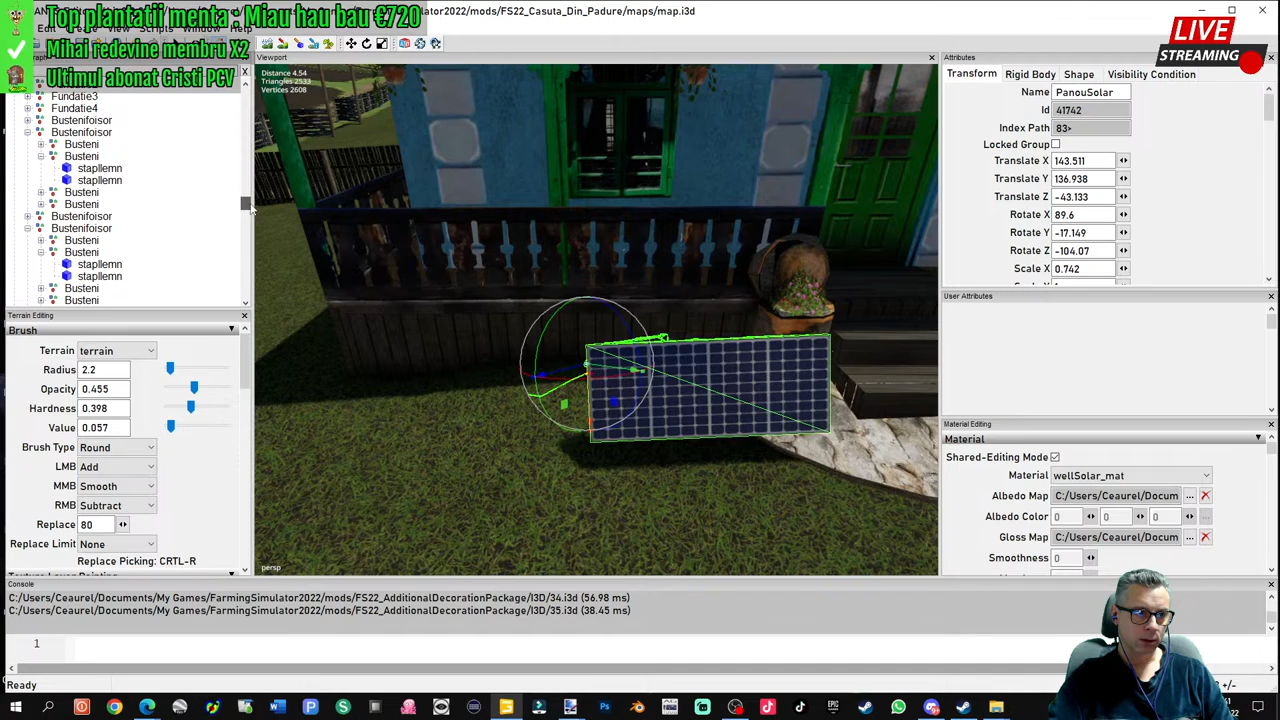 Top plantatii menta : Miau hau bau €720
Mihai redevine membru X2
Ultimul abonat Cristi PCV
Leator2022/mods/FS22_Casuta_Din_Padure/maps/map.i3d
LIVE
STREAMING
Scripts
Viewport
Attributes
Distance 4,54
Triangles 2533
Vertices 2608
Transform
Rigid Body
Shape
Visibility Condition
Name PanouSolar
Id 41742
Index Path 83>
Locked Group
Translate X 143.511
Translate Y 136.938
Translate Z -43.133
Rotate X 89.6
Rotate Y -17.149
Rotate Z -104.07
Scale X 0.742
Fundatie3
Fundatie4
Bustenifoisor
Bustenifoisor
Busteni
Busteni
stapllemn
stapllemn
Busteni
Busteni
Bustenifoisor
Bustenifoisor
Busteni
Busteni
stapllemn
stapllemn
Busteni
Busteni
User Attributes
Terrain Editing
Brush
Terrain terrain
Radius 2.2
Opacity 0.455
Hardness 0.398
Value 0.057
Brush Type Round
LMB Add
MMB Smooth
RMB Subtract
Replace 80
Replace Limit None
Replace Picking: CRTL-R
persp
Material Editing
Material
Shared-Editing Mode
Material wellSolar_mat
Albedo Map C:/Users/Ceaurel/Docum ...
Albedo Color 0 0 0
Gloss Map C:/Users/Ceaurel/Docum ...
Smoothness 0
Console
C:/Users/Ceaurel/Documents/My Games/FarmingSimulator2022/mods/FS22_AdditionalDecorationPackage/I3D/34.i3d (56.98 ms)
C:/Users/Ceaurel/Documents/My Games/FarmingSimulator2022/mods/FS22_AdditionalDecorationPackage/I3D/35.i3d (38.45 ms)
1
Ready
+/-